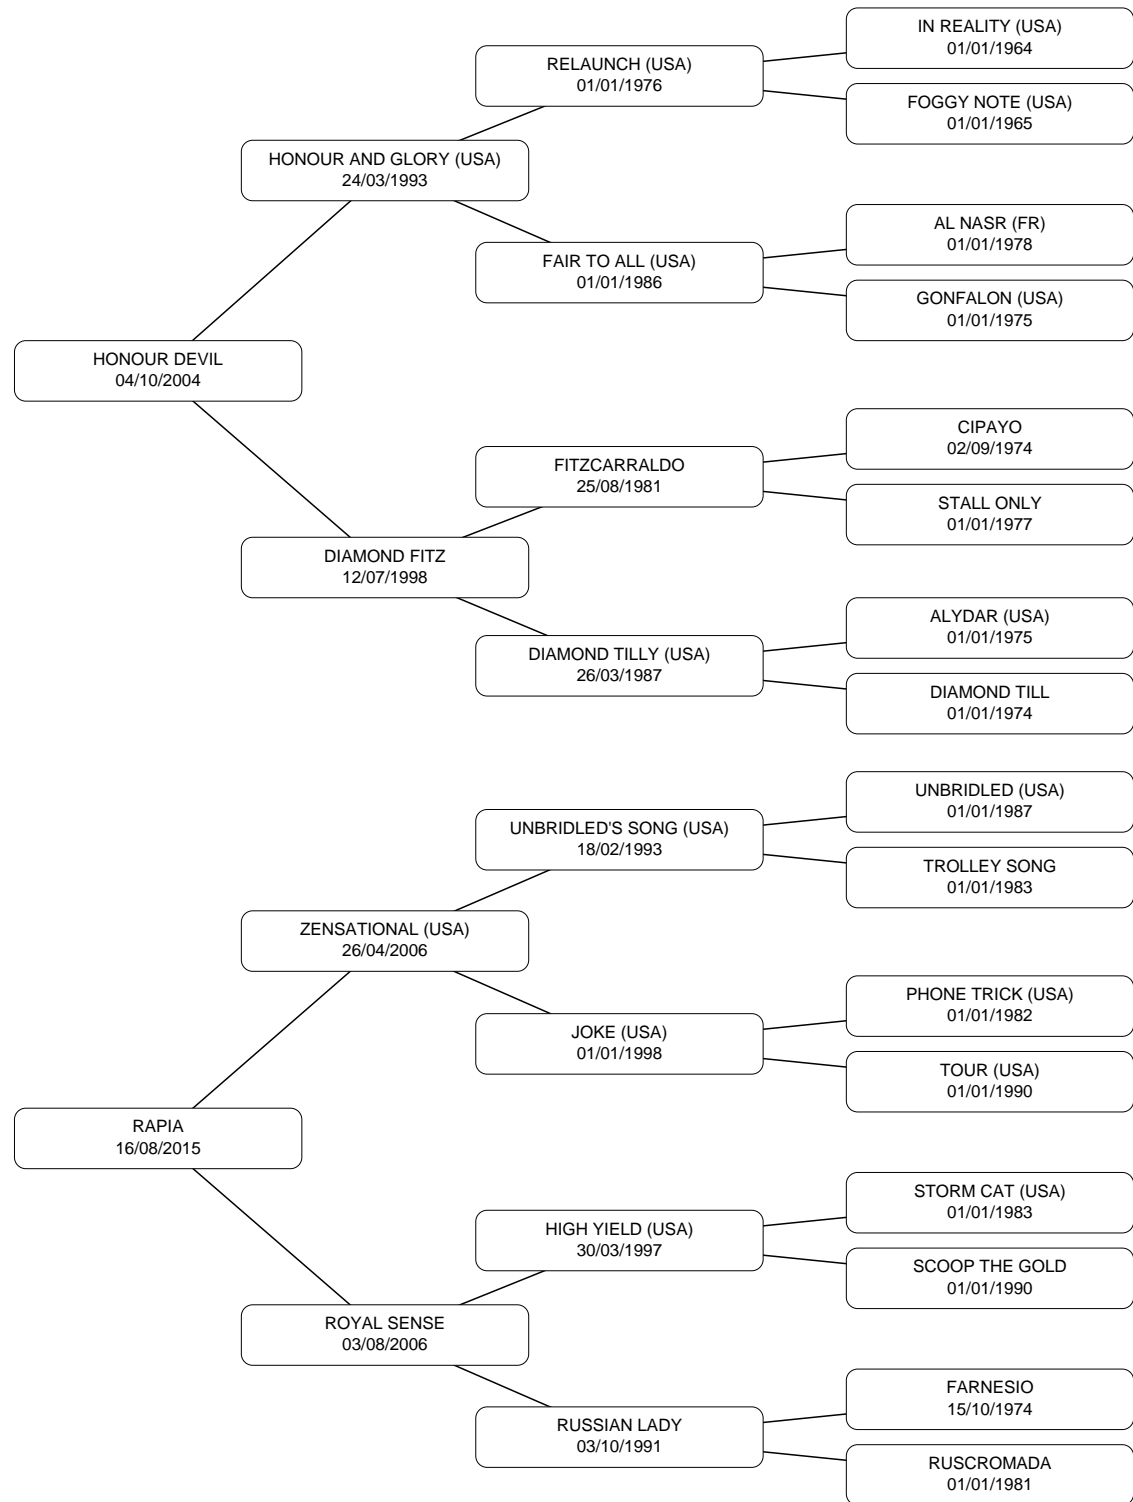 IN REALITY (USA)
01/01/1964
RELAUNCH (USA)
01/01/1976
FOGGY NOTE (USA)
01/01/1965
HONOUR AND GLORY (USA)
24/03/1993
AL NASR (FR)
01/01/1978
FAIR TO ALL (USA)
01/01/1986
GONFALON (USA)
01/01/1975
HONOUR DEVIL
04/10/2004
CIPAYO
02/09/1974
FITZCARRALDO
25/08/1981
STALL ONLY
01/01/1977
DIAMOND FITZ
12/07/1998
ALYDAR (USA)
01/01/1975
DIAMOND TILLY (USA)
26/03/1987
DIAMOND TILL
01/01/1974
UNBRIDLED (USA)
01/01/1987
UNBRIDLED'S SONG (USA)
18/02/1993
TROLLEY SONG
01/01/1983
ZENSATIONAL (USA)
26/04/2006
PHONE TRICK (USA)
01/01/1982
JOKE (USA)
01/01/1998
TOUR (USA)
01/01/1990
RAPIA
16/08/2015
STORM CAT (USA)
01/01/1983
HIGH YIELD (USA)
30/03/1997
SCOOP THE GOLD
01/01/1990
ROYAL SENSE
03/08/2006
FARNESIO
15/10/1974
RUSSIAN LADY
03/10/1991
RUSCROMADA
01/01/1981